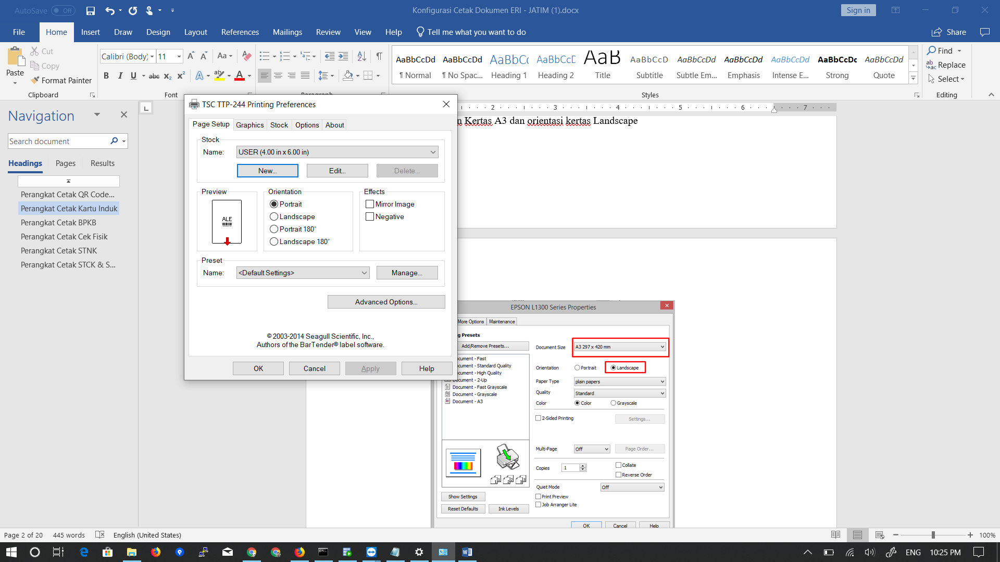 AutoSave Off
Konfigurasi Cetak Dokumen ERI - JATIM (1).docx
Sign in
File Home Insert Draw Design Layout References Mailings Review View Help Tell me what you want to do
Share
Paste
Cut
Copy
Format Painter
Clipboard
Calibri (Body) 11
Font
Paragraph
AaBbCcDd AaBbCcDd AaBbCc AaBbCcD AaB AaBbCcD AaBbCcDd AaBbCcDd AaBbCcDd AaBbCcDc AaBbCcDd
¶ Normal ¶ No Spac... Heading 1 Heading 2 Title Subtitle Subtle Em... Emphasis Intense E... Strong Quote
Styles
Find
Replace
Select
Editing
Navigation
Search document
Headings Pages Results
Perangkat Cetak QR Code...
Perangkat Cetak Kartu Induk
Perangkat Cetak BPKB
Perangkat Cetak Cek Fisik
Perangkat Cetak STNK
Perangkat Cetak STCK & S...
2 3 4 5 6 7
Kertas A3 dan orientasi kertas Landscape
TSC TTP-244 Printing Preferences
Page Setup Graphics Stock Options About
Stock
Name: USER (4.00 in x 6.00 in)
New... Edit... Delete...
Preview
ALE
Orientation
Portrait
Landscape
Portrait 180°
Landscape 180°
Effects
Mirror Image
Negative
Preset
Name: <Default Settings> Manage...
Advanced Options...
© 2003-2014 Seagull Scientific, Inc.,
Authors of the BarTender® label software.
OK Cancel Apply Help
EPSON L1300 Series Properties
More Options Maintenance
g Presets
Add/Remove Presets...
cument - Fast
cument - Standard Quality
cument - High Quality
Document - 2-Up
Document - Fast Grayscale
Document - Grayscale
Document - A3
Show Settings
Reset Defaults Ink Levels
Document Size A3 297 x 420 mm
Orientation Portrait Landscape
Paper Type plain papers
Quality Standard
Color Color Grayscale
2-Sided Printing Settings...
Multi-Page Off Page Order...
Copies 1 Collate
Reverse Order
Quiet Mode Off
Print Preview
Job Arranger Lite
OK Cancel Help
Page 2 of 20 445 words English (United States)
100%
ENG 10:25 PM